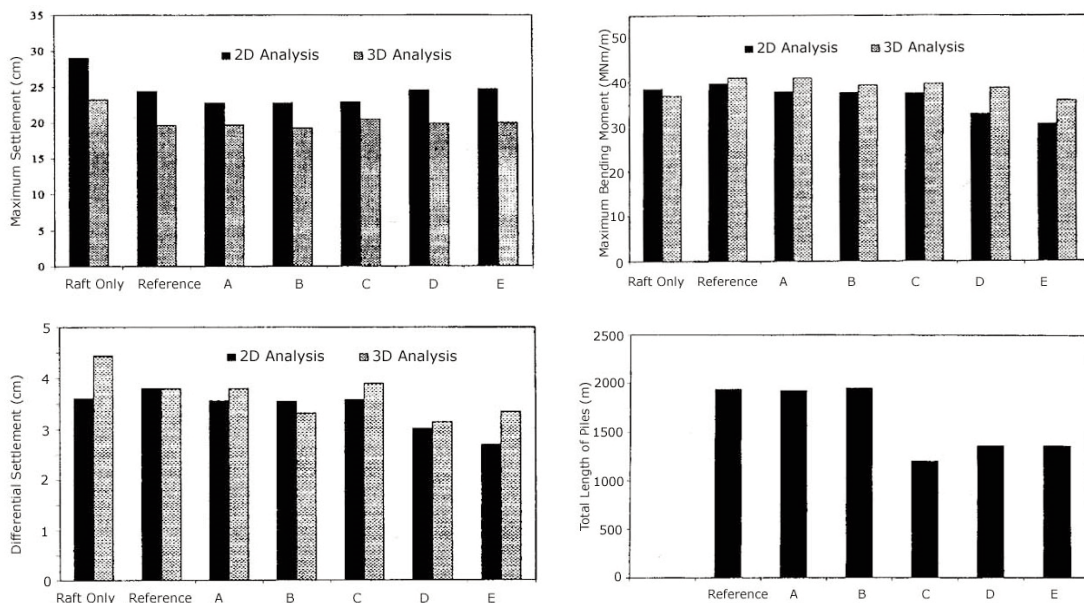 35
30
25
20
15
10
5
0
Maximum Settlement (cm)
2D Analysis
3D Analysis
Raft Only Reference A B C D E
50
40
30
20
10
0
Maximum Bending Moment (MNm/m)
2D Analysis
3D Analysis
Raft Only Reference A B C D E
5
4
3
2
1
0
Differential Settlement (cm)
2D Analysis
3D Analysis
Raft Only Reference A B C D E
2500
2000
1500
1000
500
0
Total Length of Piles (m)
Reference A B C D E